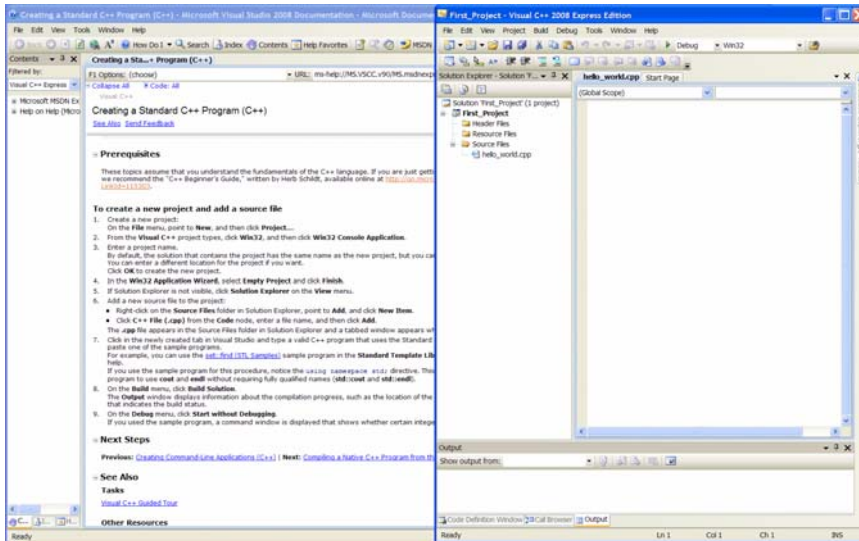 Creating a Standard C++ Program (C++) - Microsoft Visual Studio 2008 Documentation - Microsoft Docume
File Edit View Tools Window Help
How Do I Search Index Contents Help Favorites MSDN
Contents
Filtered by:
Visual C++ Express
Microsoft MSDN Ex
Help on Help (Micro
Creating a Sta...+ Program (C++)
F1 Options: (choose)
URL: ms-help://MS.VSCC.v90/MS.msdnexp
Collapse All Code: All
Visual C++
Creating a Standard C++ Program (C++)
See Also Send Feedback
Prerequisites
These topics assume that you understand the fundamentals of the C++ language. If you are just getti
we recommend the "C++ Beginner's Guide," written by Herb Schildt, available online at
To create a new project and add a source file
1. Create a new project:
On the File menu, point to New, and then click Project...
2. From the Visual C++ project types, click Win32, and then click Win32 Console Application.
3. Enter a project name.
By default, the solution that contains the project has the same name as the new project, but you ca
You can enter a different location for the project if you want.
Click OK to create the new project.
4. In the Win32 Application Wizard, select Empty Project and click Finish.
5. If Solution Explorer is not visible, click Solution Explorer on the View menu.
6. Add a new source file to the project:
Right-click on the Source Files folder in Solution Explorer, point to Add, and click New Item.
Click C++ File (.cpp) from the Code node, enter a file name, and then click Add.
The .cpp file appears in the Source Files folder in Solution Explorer and a tabbed window appears wh
7. Click in the newly created tab in Visual Studio and type a valid C++ program that uses the Standard
paste one of the sample programs.
For example, you can use the set::find (STL Samples) sample program in the Standard Template Lib
help.
If you use the sample program for this procedure, notice the using namespace std; directive. This
program to use cout and endl without requiring fully qualified names (std::cout and std::endl).
8. On the Build menu, click Build Solution.
The Output window displays information about the compilation progress, such as the location of the
that indicates the build status.
9. On the Debug menu, click Start without Debugging.
If you used the sample program, a command window is displayed that shows whether certain intege
Next Steps
Previous: Creating Command-Line Applications (C++) | Next: Compiling a Native C++ Program from th
See Also
Tasks
Visual C++ Guided Tour
Other Resources
C... I... H...
Ready
First_Project - Visual C++ 2008 Express Edition
File Edit View Project Build Debug Tools Window Help
Debug Win32
Solution Explorer - Solution 'F...
Solution 'First_Project' (1 project)
First_Project
Header Files
Resource Files
Source Files
hello_world.cpp
hello_world.cpp Start Page
(Global Scope)
Output
Show output from:
Code Definition Window Call Browser Output
Ready Ln 1 Col 1 Ch 1 INS